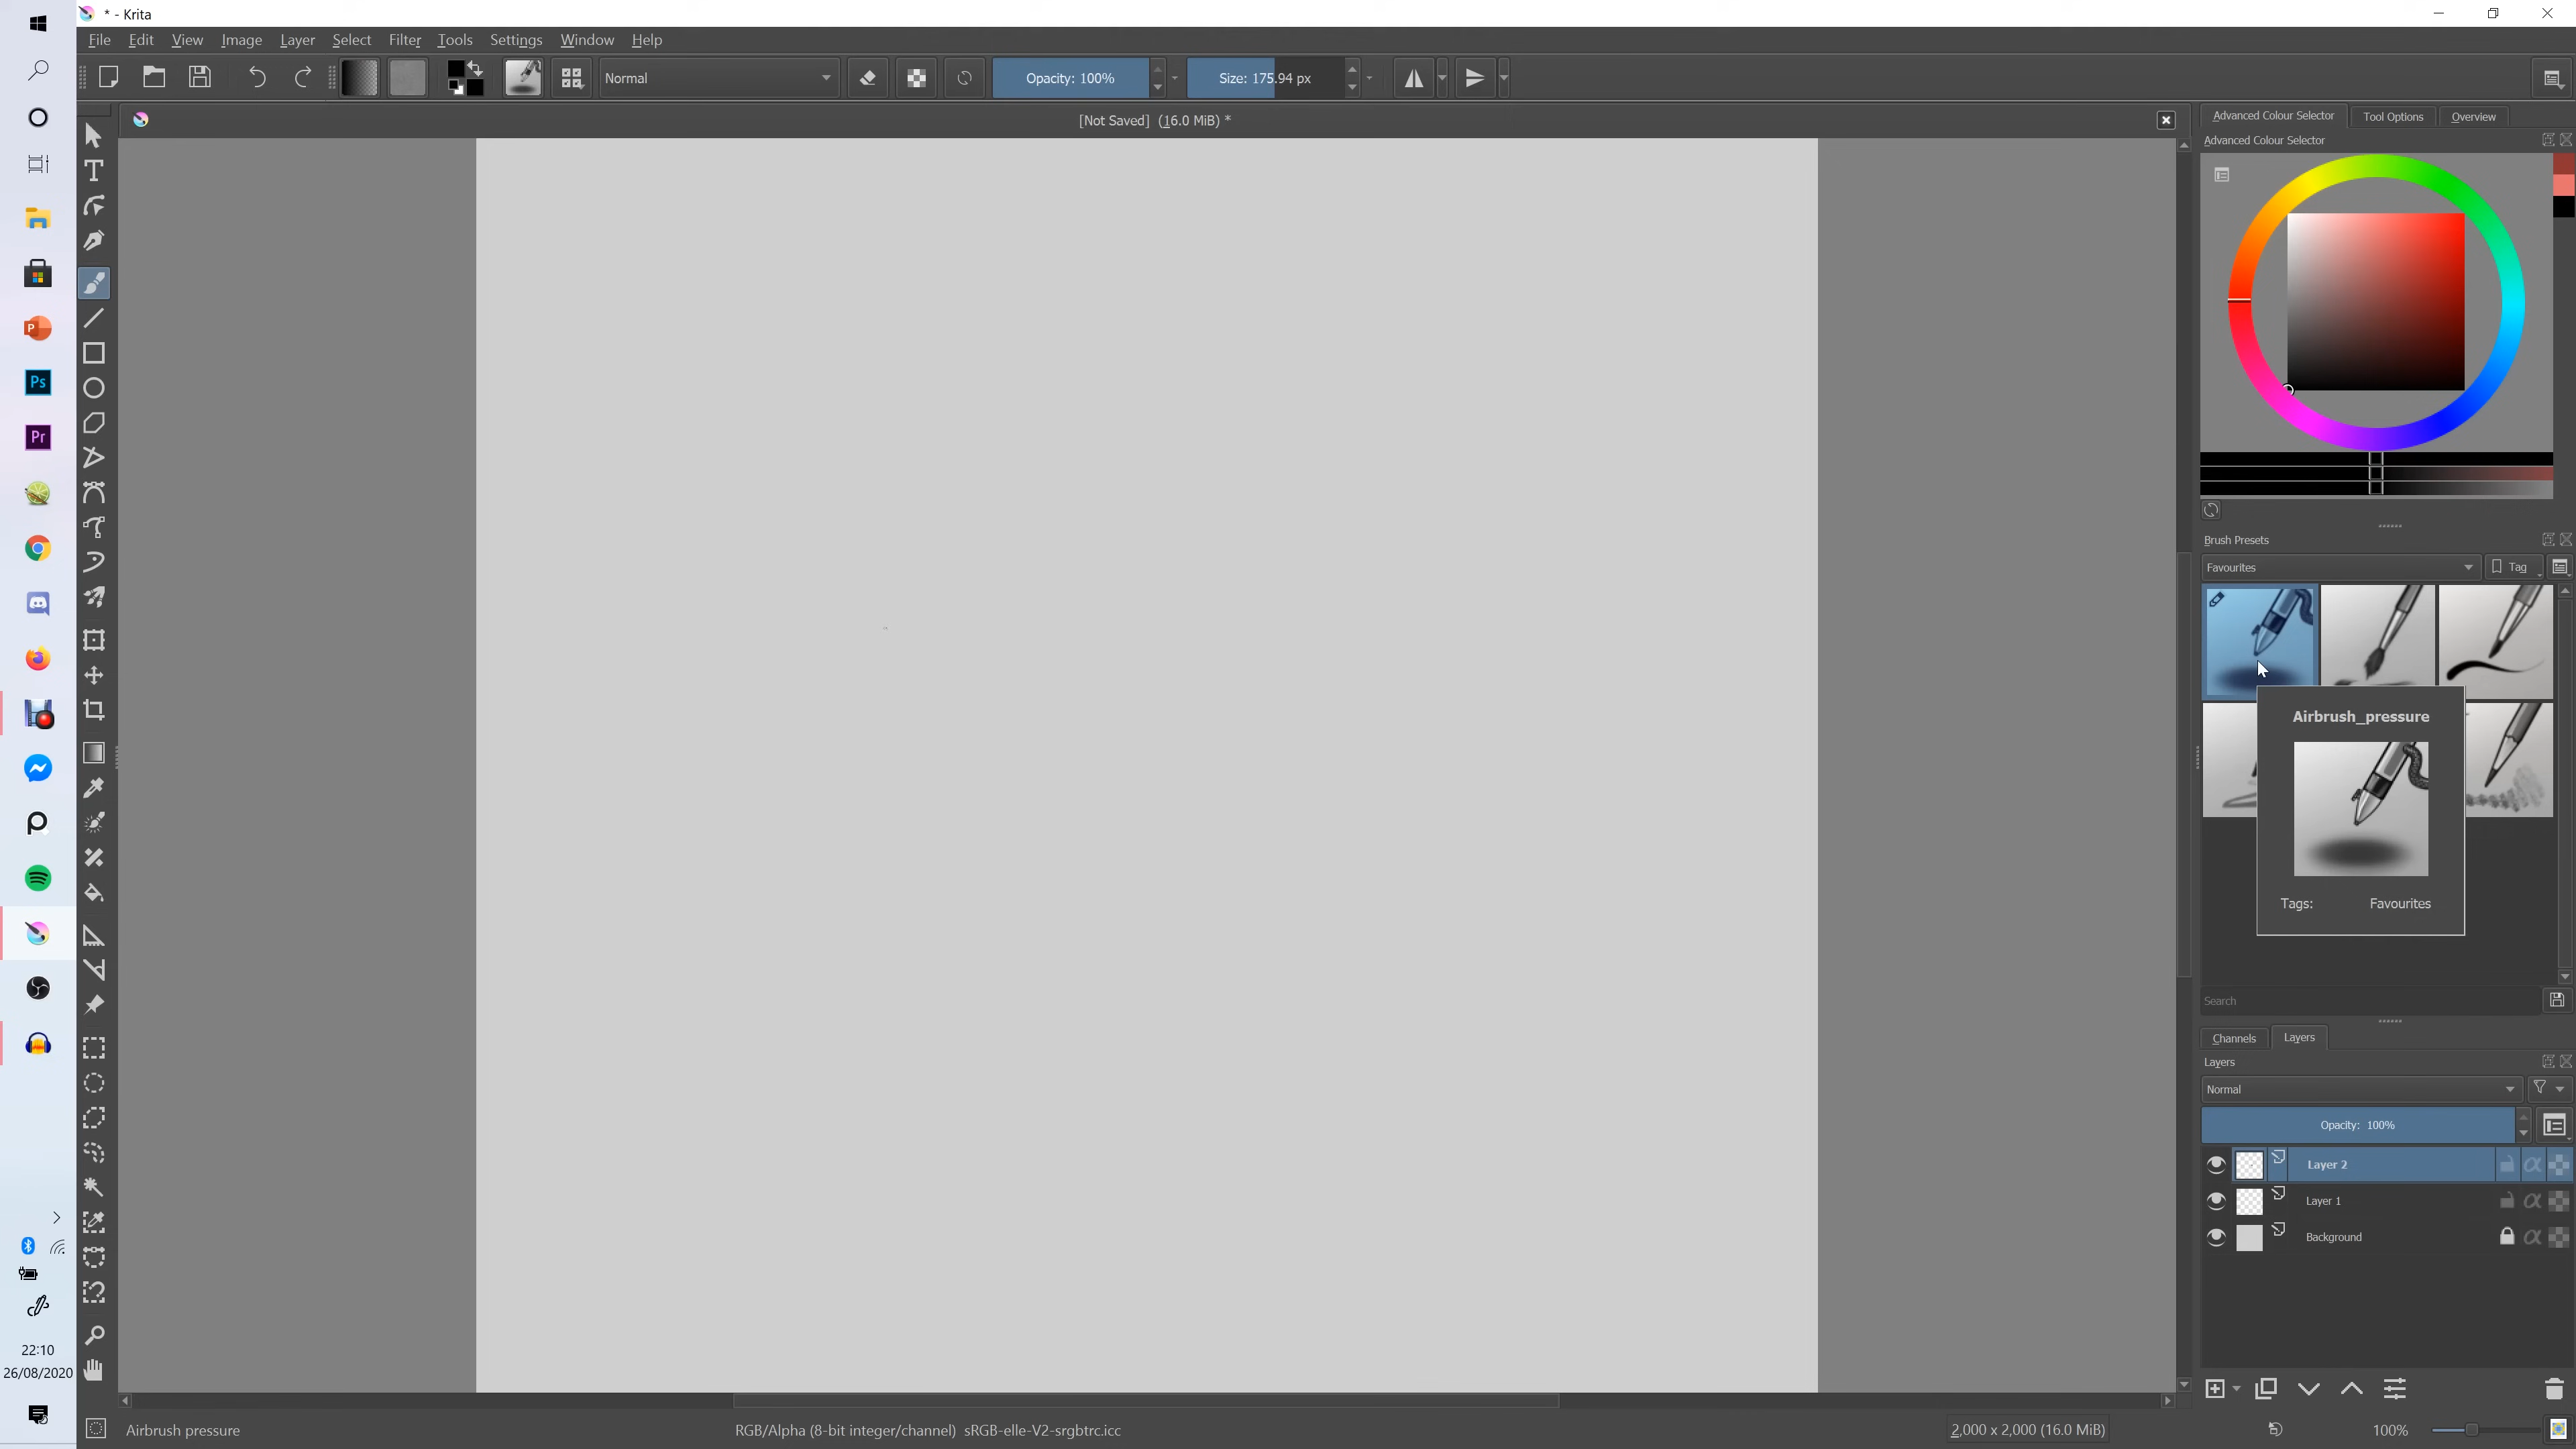 * - Krita
File Edit View Image Layer Select Filter Tools Settings Window Help
Normal
Opacity: 100%
Size: 175.94 px
[Not Saved] (16.0 MiB) *
Advanced Colour Selector Tool Options Overview
Advanced Colour Selector
Brush Presets
Favourites
Tag
Airbrush_pressure
Tags: Favourites
Search
Channels Layers
Layers
Normal
Opacity: 100%
Layer 2
Layer 1
Background
P
Ps
Pr
22:10
26/08/2020
Airbrush pressure
RGB/Alpha (8-bit integer/channel) sRGB-elle-V2-srgbtrc.icc
2,000 x 2,000 (16.0 MiB)
100%